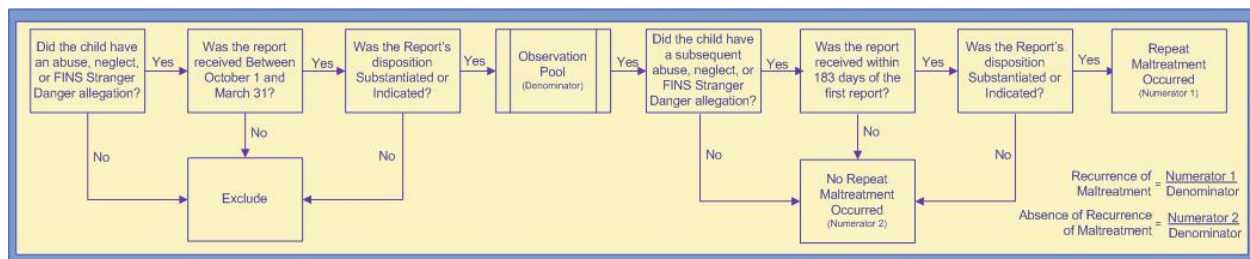 Did the child have
an abuse, neglect,
or FINS Stranger
Danger allegation?
Yes
Was the report
received Between
October 1 and
March 31?
Yes
Was the Report's
disposition
Substantiated or
Indicated?
Yes
Observation
Pool
(Denominator)
Did the child have
a subsequent
abuse, neglect, or
FINS Stranger
Danger allegation?
Yes
Was the report
received within
183 days of the
first report?
Yes
Was the Report's
disposition
Substantiated or
Indicated?
Yes
Repeat
Maltreatment
Occurred
(Numerator 1)
No
No
No
Exclude
No
No
No
No Repeat
Maltreatment
Occurred
(Numerator 2)
Recurrence of
Maltreatment = Numerator 1
Denominator
Absence of Recurrence
of Maltreatment = Numerator 2
Denominator